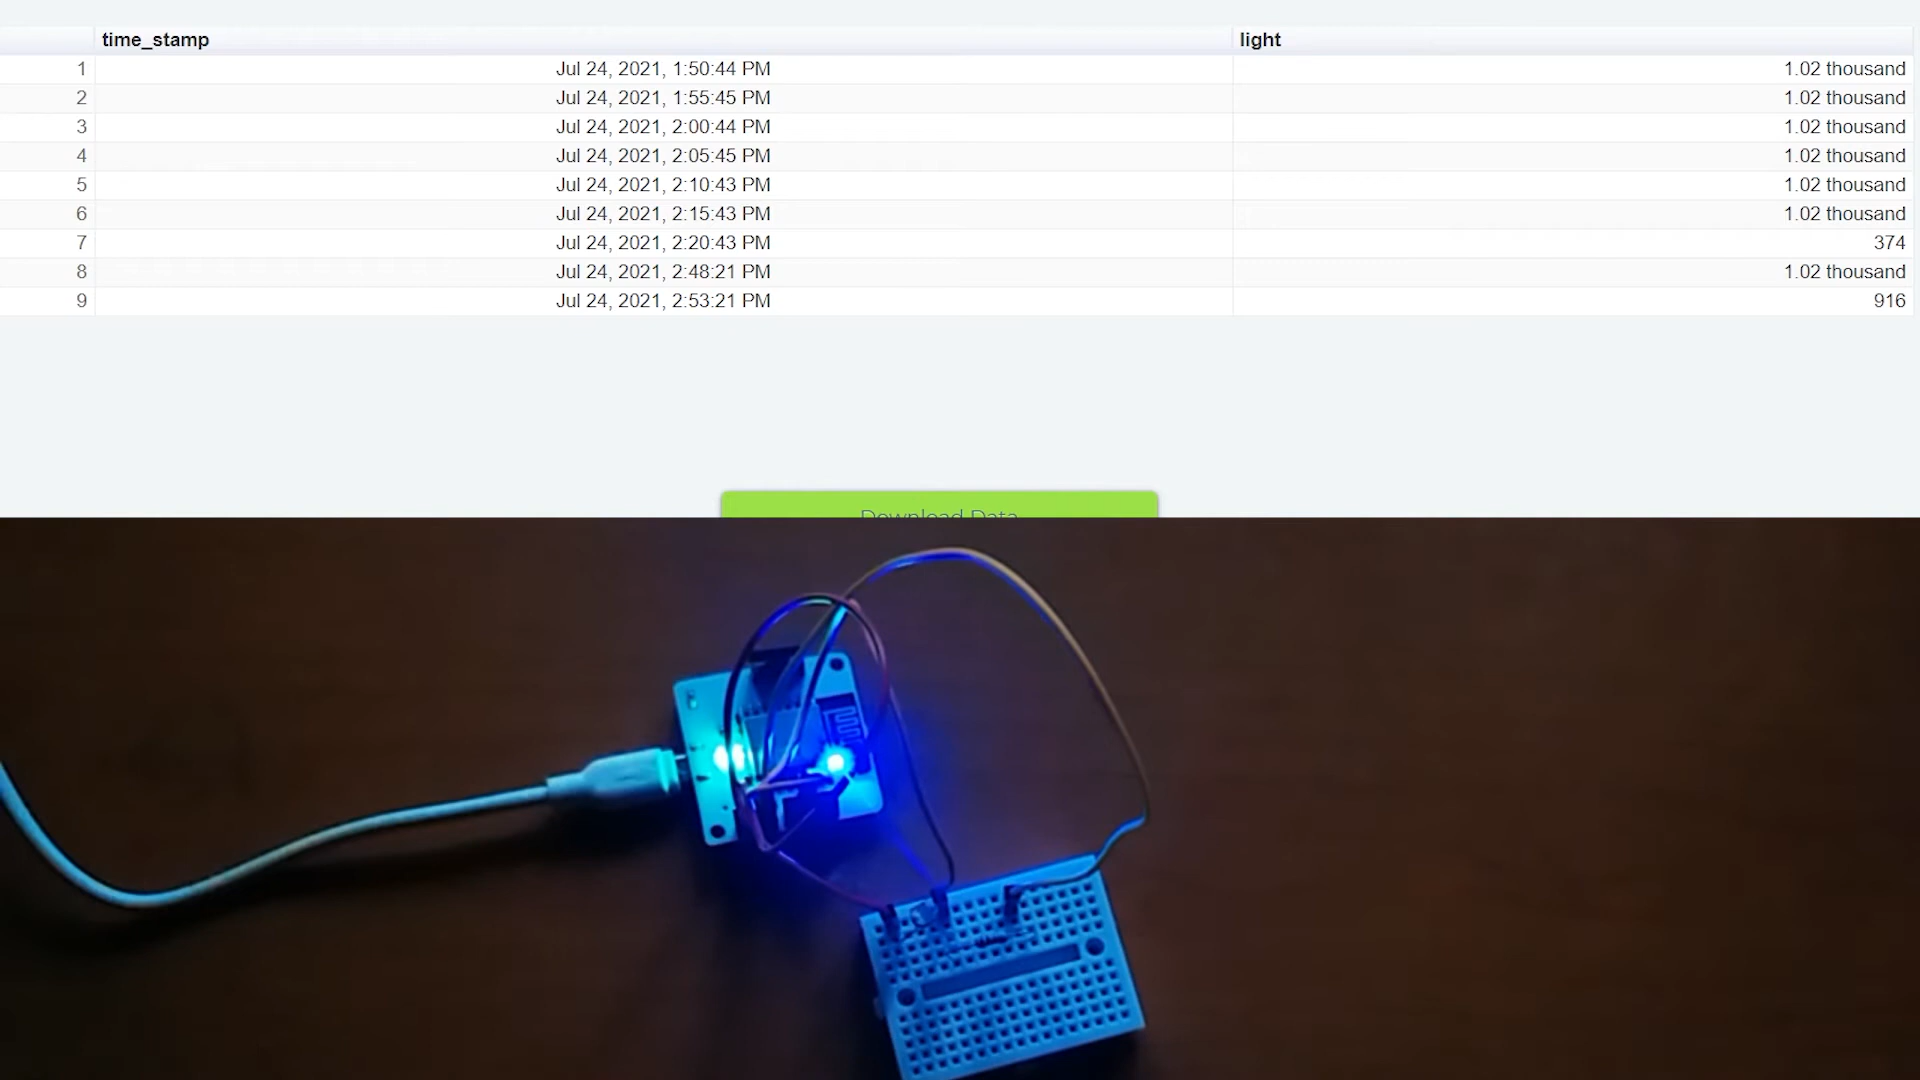 time_stamp light
1 Jul 24, 2021, 1:50:44 PM 1.02 thousand
2 Jul 24, 2021, 1:55:45 PM 1.02 thousand
3 Jul 24, 2021, 2:00:44 PM 1.02 thousand
4 Jul 24, 2021, 2:05:45 PM 1.02 thousand
5 Jul 24, 2021, 2:10:43 PM 1.02 thousand
6 Jul 24, 2021, 2:15:43 PM 1.02 thousand
7 Jul 24, 2021, 2:20:43 PM 374
8 Jul 24, 2021, 2:48:21 PM 1.02 thousand
9 Jul 24, 2021, 2:53:21 PM 916
Download Data